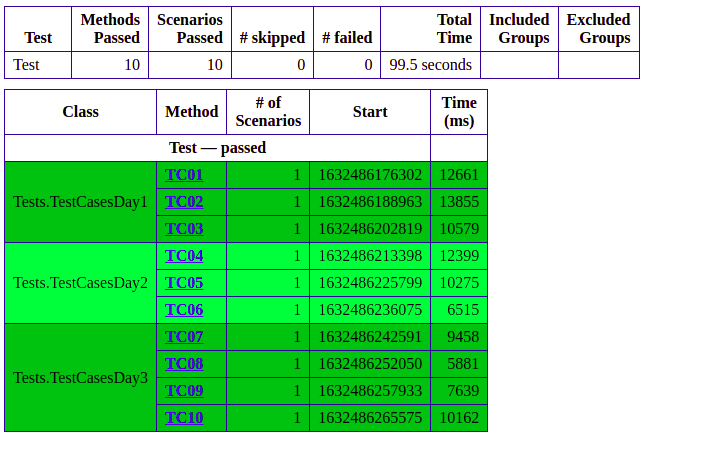 Test Methods Passed Scenarios Passed # skipped # failed Total Time Included Groups Excluded Groups
Test 10 10 0 0 99.5 seconds
Class Method # of Scenarios Start Time (ms)
Test — passed
Tests.TestCasesDay1 TC01 1 1632486176302 12661
TC02 1 1632486188963 13855
TC03 1 1632486202819 10579
Tests.TestCasesDay2 TC04 1 1632486213398 12399
TC05 1 1632486225799 10275
TC06 1 1632486236075 6515
Tests.TestCasesDay3 TC07 1 1632486242591 9458
TC08 1 1632486252050 5881
TC09 1 1632486257933 7639
TC10 1 1632486265575 10162